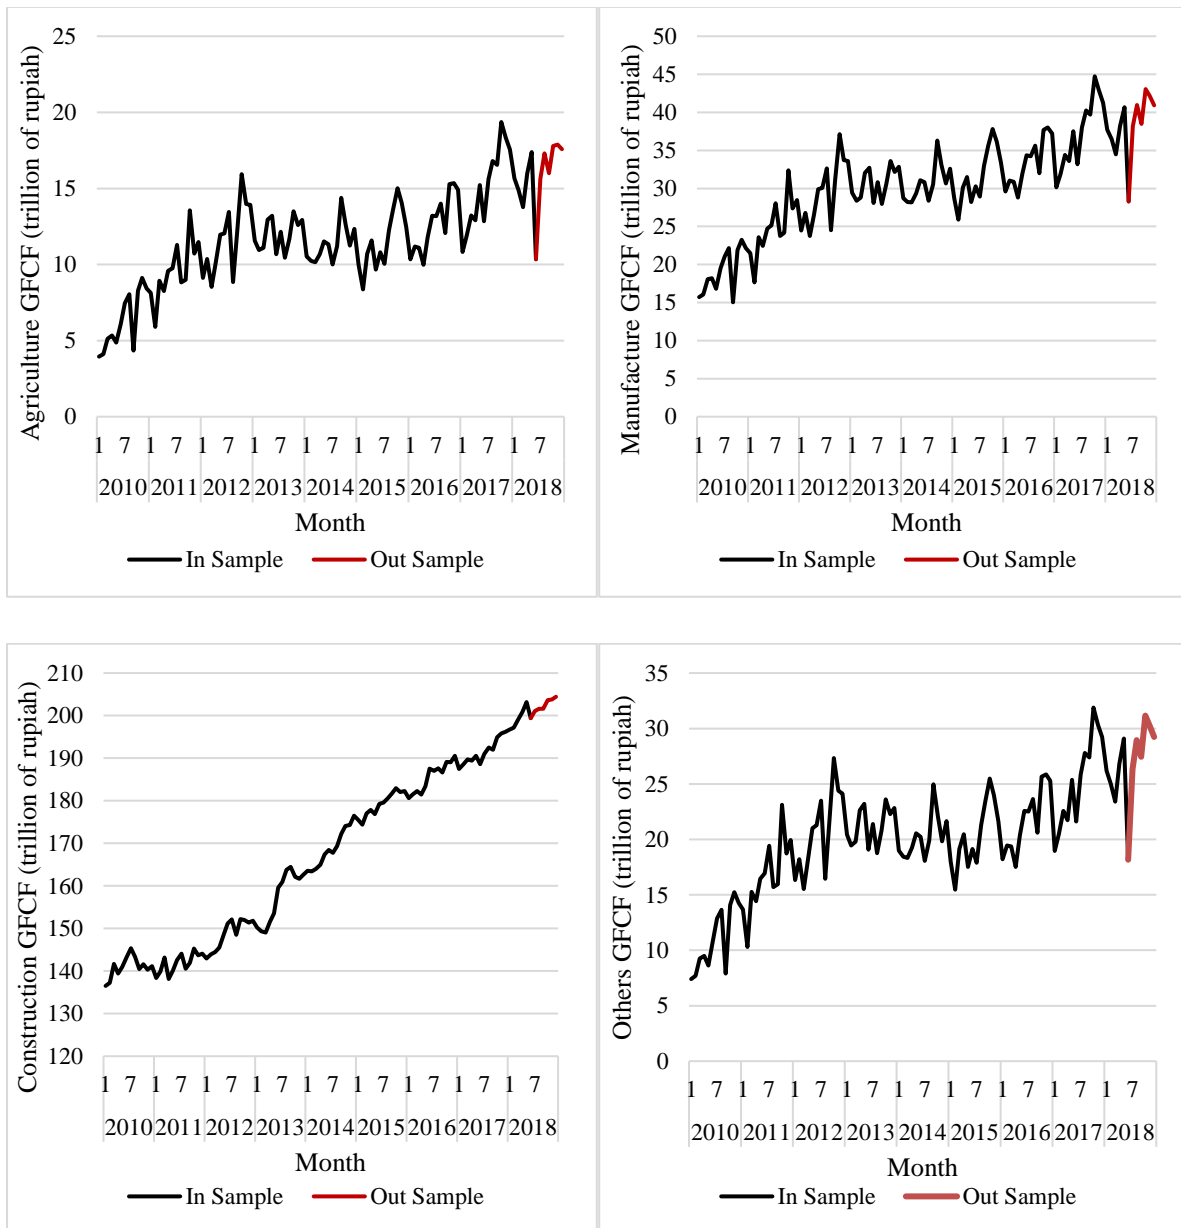 Agriculture GFCF (trillion of rupiah)
25
20
15
10
5
0
1 7 1 7 1 7 1 7 1 7 1 7 1 7 1 7 1 7
2010 2011 2012 2013 2014 2015 2016 2017 2018
Month
In Sample Out Sample
Manufacture GFCF (trillion of rupiah)
50
45
40
35
30
25
20
15
10
5
0
1 7 1 7 1 7 1 7 1 7 1 7 1 7 1 7 1 7
2010 2011 2012 2013 2014 2015 2016 2017 2018
Month
In Sample Out Sample
Construction GFCF (trillion of rupiah)
210
200
190
180
170
160
150
140
130
120
1 7 1 7 1 7 1 7 1 7 1 7 1 7 1 7 1 7
2010 2011 2012 2013 2014 2015 2016 2017 2018
Month
In Sample Out Sample
Others GFCF (trillion of rupiah)
35
30
25
20
15
10
5
0
1 7 1 7 1 7 1 7 1 7 1 7 1 7 1 7 1 7
2010 2011 2012 2013 2014 2015 2016 2017 2018
Month
In Sample Out Sample